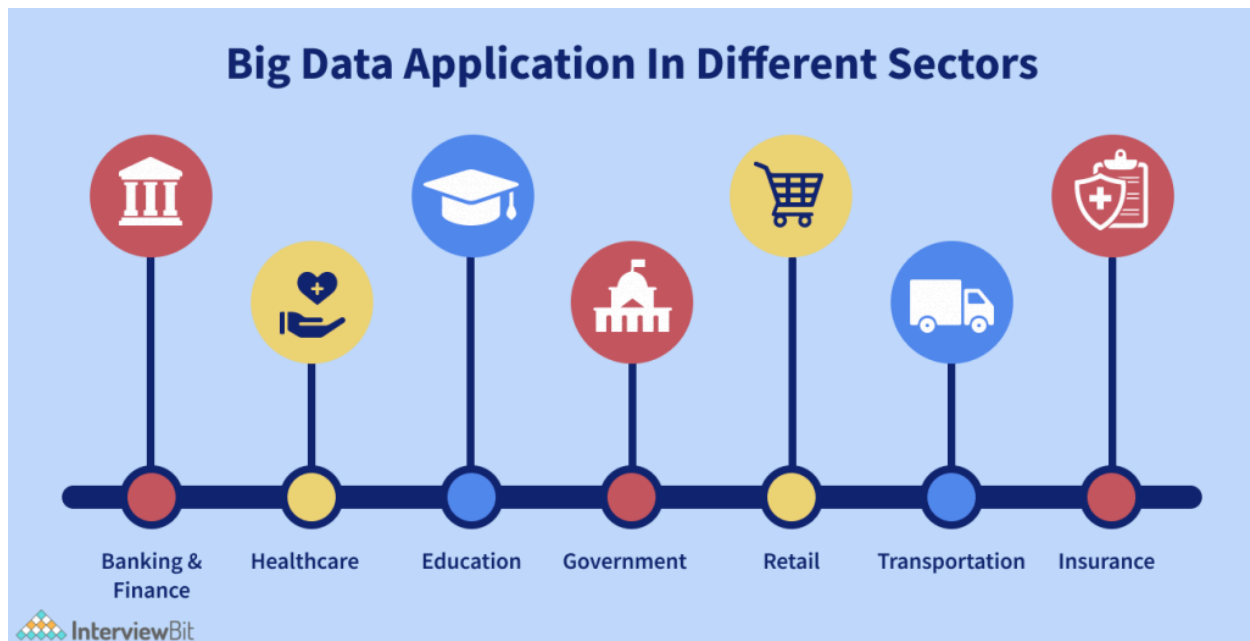 Big Data Application In Different Sectors
Banking &
Finance
Healthcare
Education
Government
Retail
Transportation
Insurance
InterviewBit